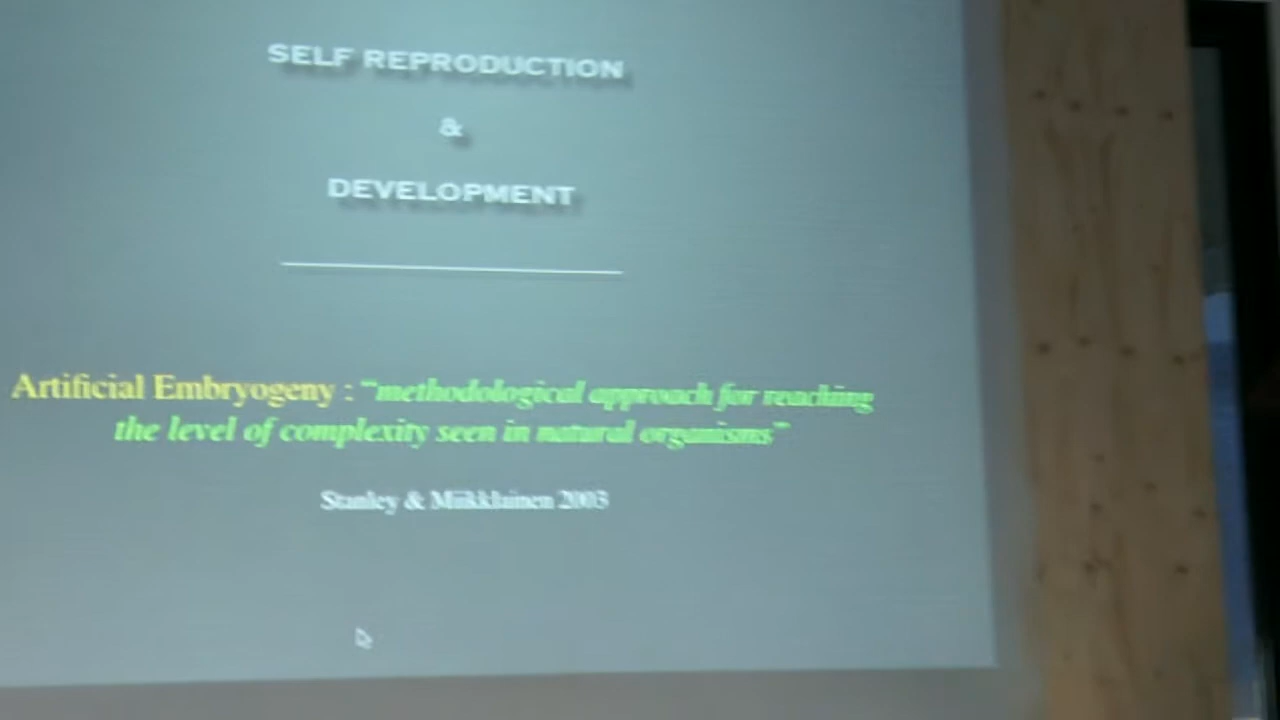 SELF REPRODUCTION
&
DEVELOPMENT
Artificial Embryogeny : "methodological approach for reaching
the level of complexity seen in natural organisms"
Stanley & Miikklainen 2003